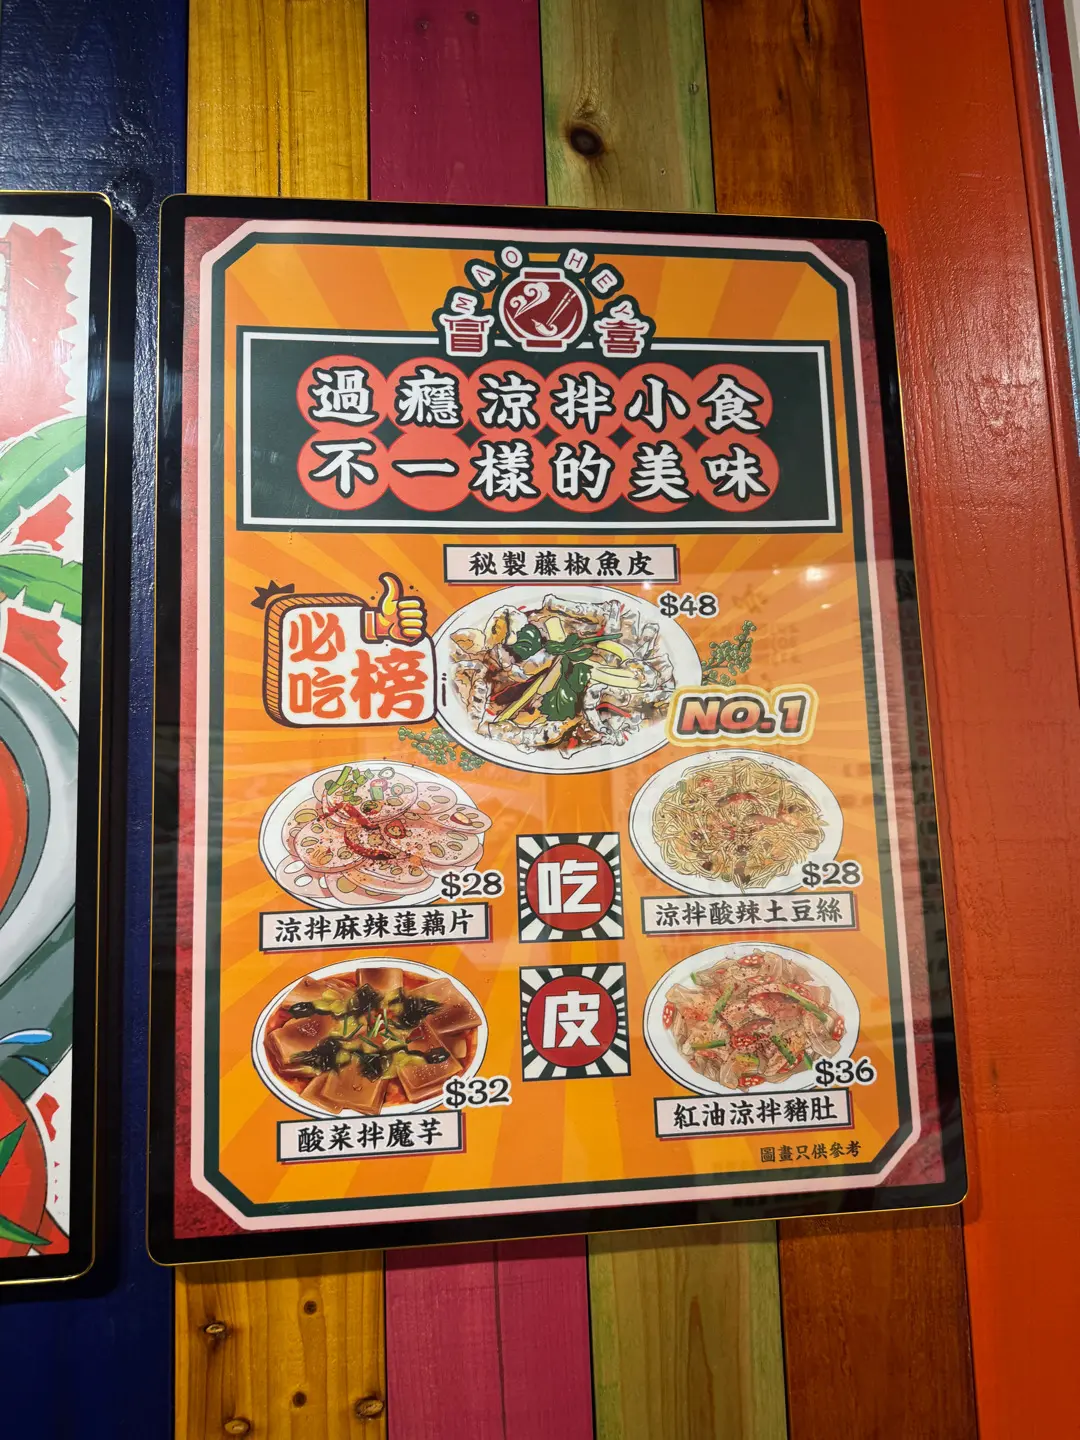 MAO HEY
冒 喜
過癮涼拌小食
不一樣的美味
秘製藤椒魚皮
$48
必吃榜
NO.1
$28
涼拌麻辣蓮藕片
$28
涼拌酸辣土豆絲
吃
皮
$32
酸菜拌魔芋
$36
紅油涼拌豬肚
圖畫只供參考